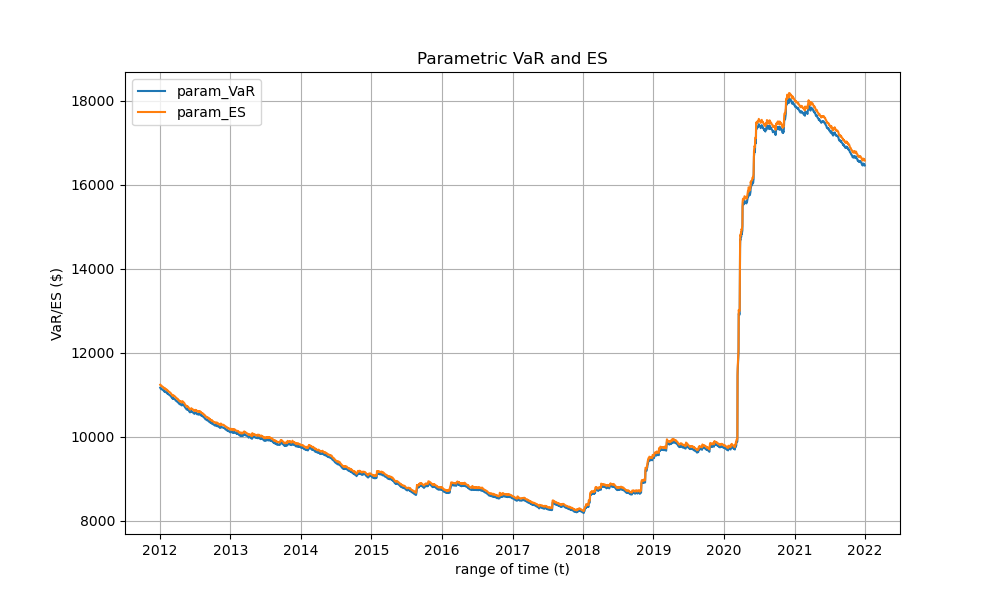 Parametric VaR and ES
param_VaR
param_ES
18000
16000
14000
12000
10000
8000
VaR/ES ($)
2012 2013 2014 2015 2016 2017 2018 2019 2020 2021 2022
range of time (t)